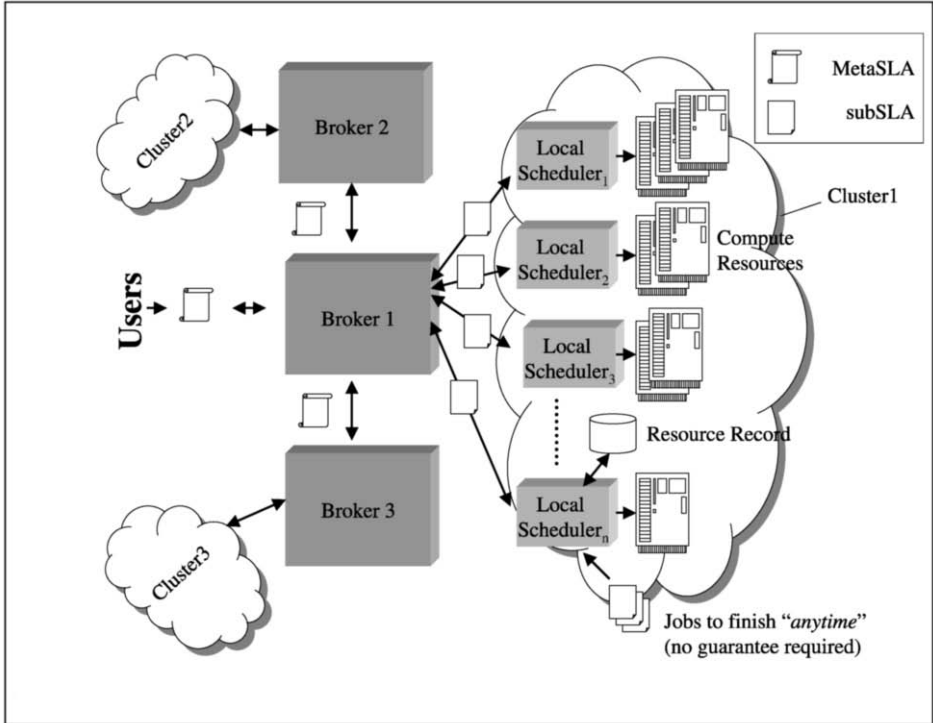 MetaSLA
subSLA
Cluster2
Broker 2
Local
Scheduler1
Cluster1
Local
Scheduler2
Compute
Resources
Users
Broker 1
Local
Scheduler3
Resource Record
Broker 3
Local
Schedulern
Cluster3
Jobs to finish “anytime”
(no guarantee required)